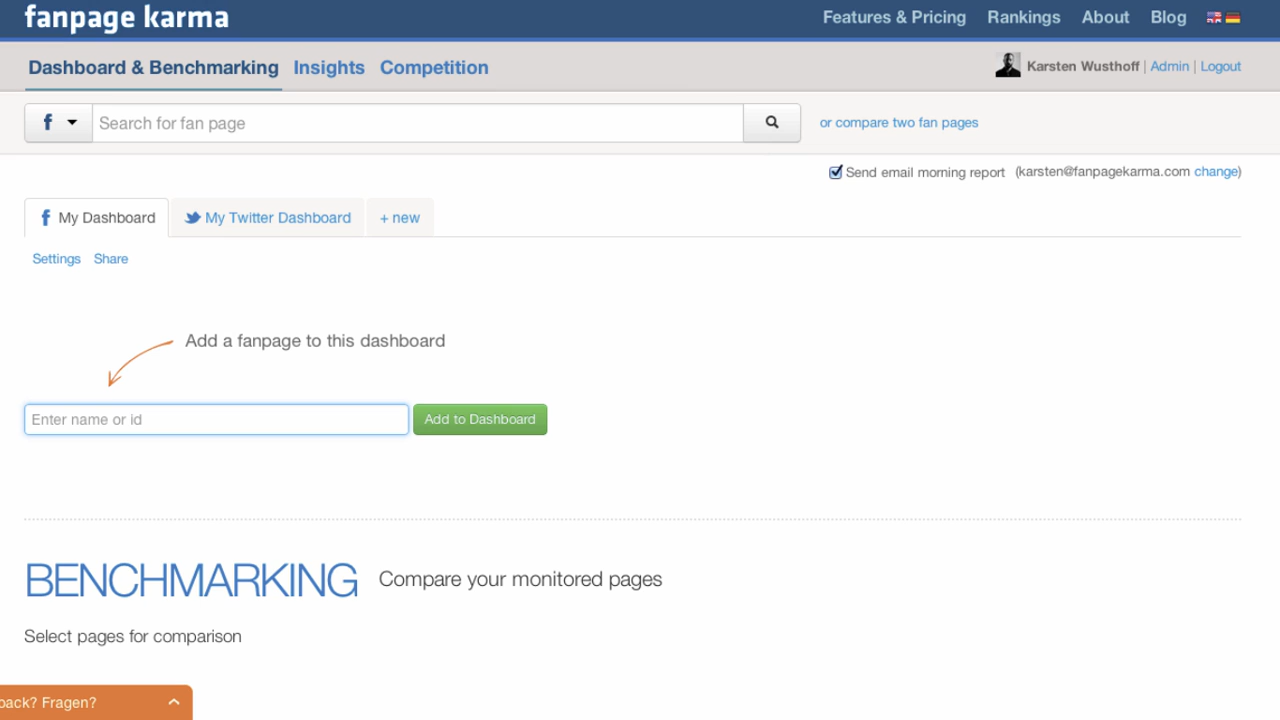 fanpage karma
Features & Pricing Rankings About Blog
Dashboard & Benchmarking Insights Competition
Karsten Wusthoff | Admin | Logout
f Search for fan page
or compare two fan pages
Send email morning report (karsten@fanpagekarma.com change)
f My Dashboard My Twitter Dashboard + new
Settings Share
Add a fanpage to this dashboard
Enter name or id Add to Dashboard
BENCHMARKING Compare your monitored pages
Select pages for comparison
back? Fragen?